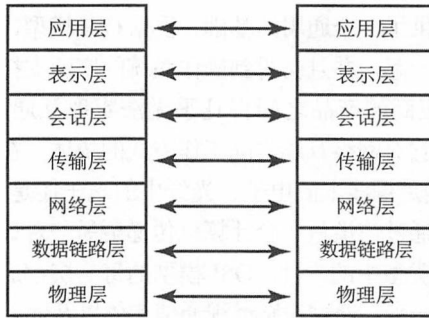 应用层 应用层
表示层 表示层
会话层 会话层
传输层 传输层
网络层 网络层
数据链路层 数据链路层
物理层 物理层